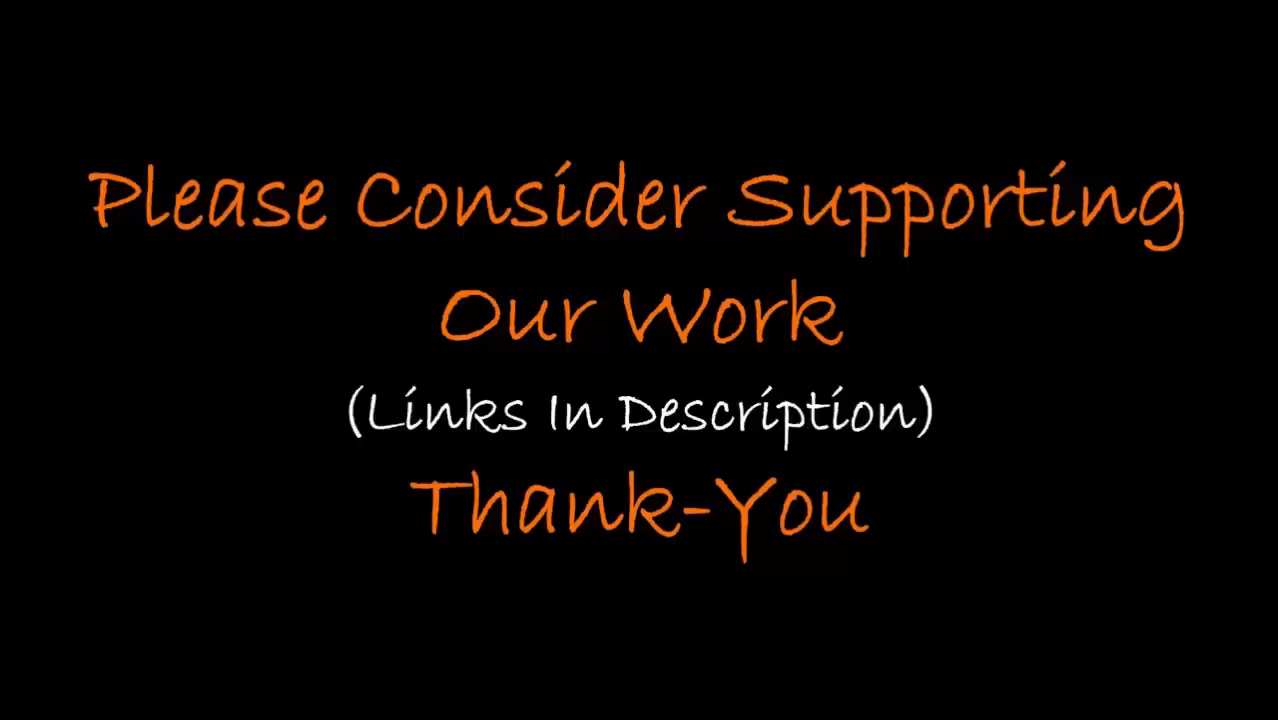 Please Consider Supporting
Our Work
(Links In Description)
Thank-You